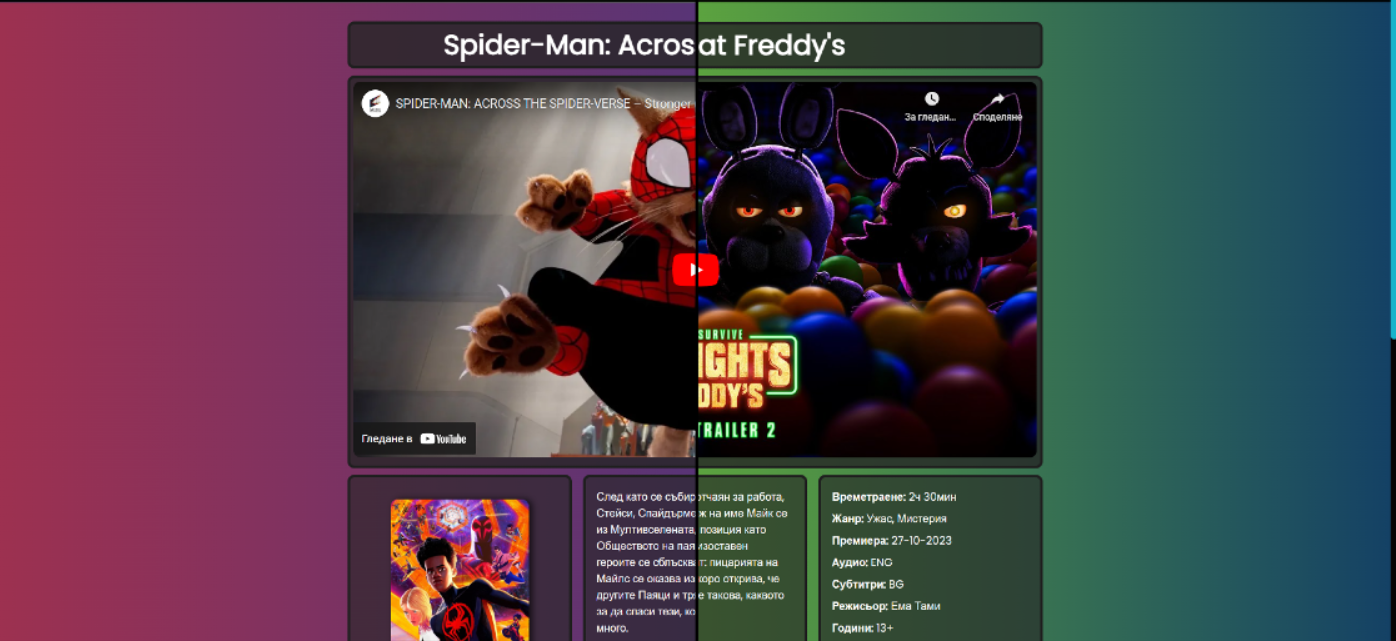 Spider-Man: Acros at Freddy's
SPIDER-MAN: ACROSS THE SPIDER-VERSE – Stronger
За гледан...
Споделяне
SURVIVE
IGHTS
DDY'S
TRAILER 2
Гледане в YouTube
След като се събир отчаян за работа,
Стейси, Спайдърме ж на име Майк се
из Мултивселената, позиция като
Обществото на пая изоставен
героите се сблъскват: пицарията на
Майлс се оказва из коро открива, че
другите Паяци и тр е такова, каквото
за да спаси тези, ко
много.
Времетраене: 2ч 30мин
Жанр: Ужас, Мистерия
Премиера: 27-10-2023
Аудио: ENG
Субтитри: BG
Режисьор: Ема Тами
Години: 13+